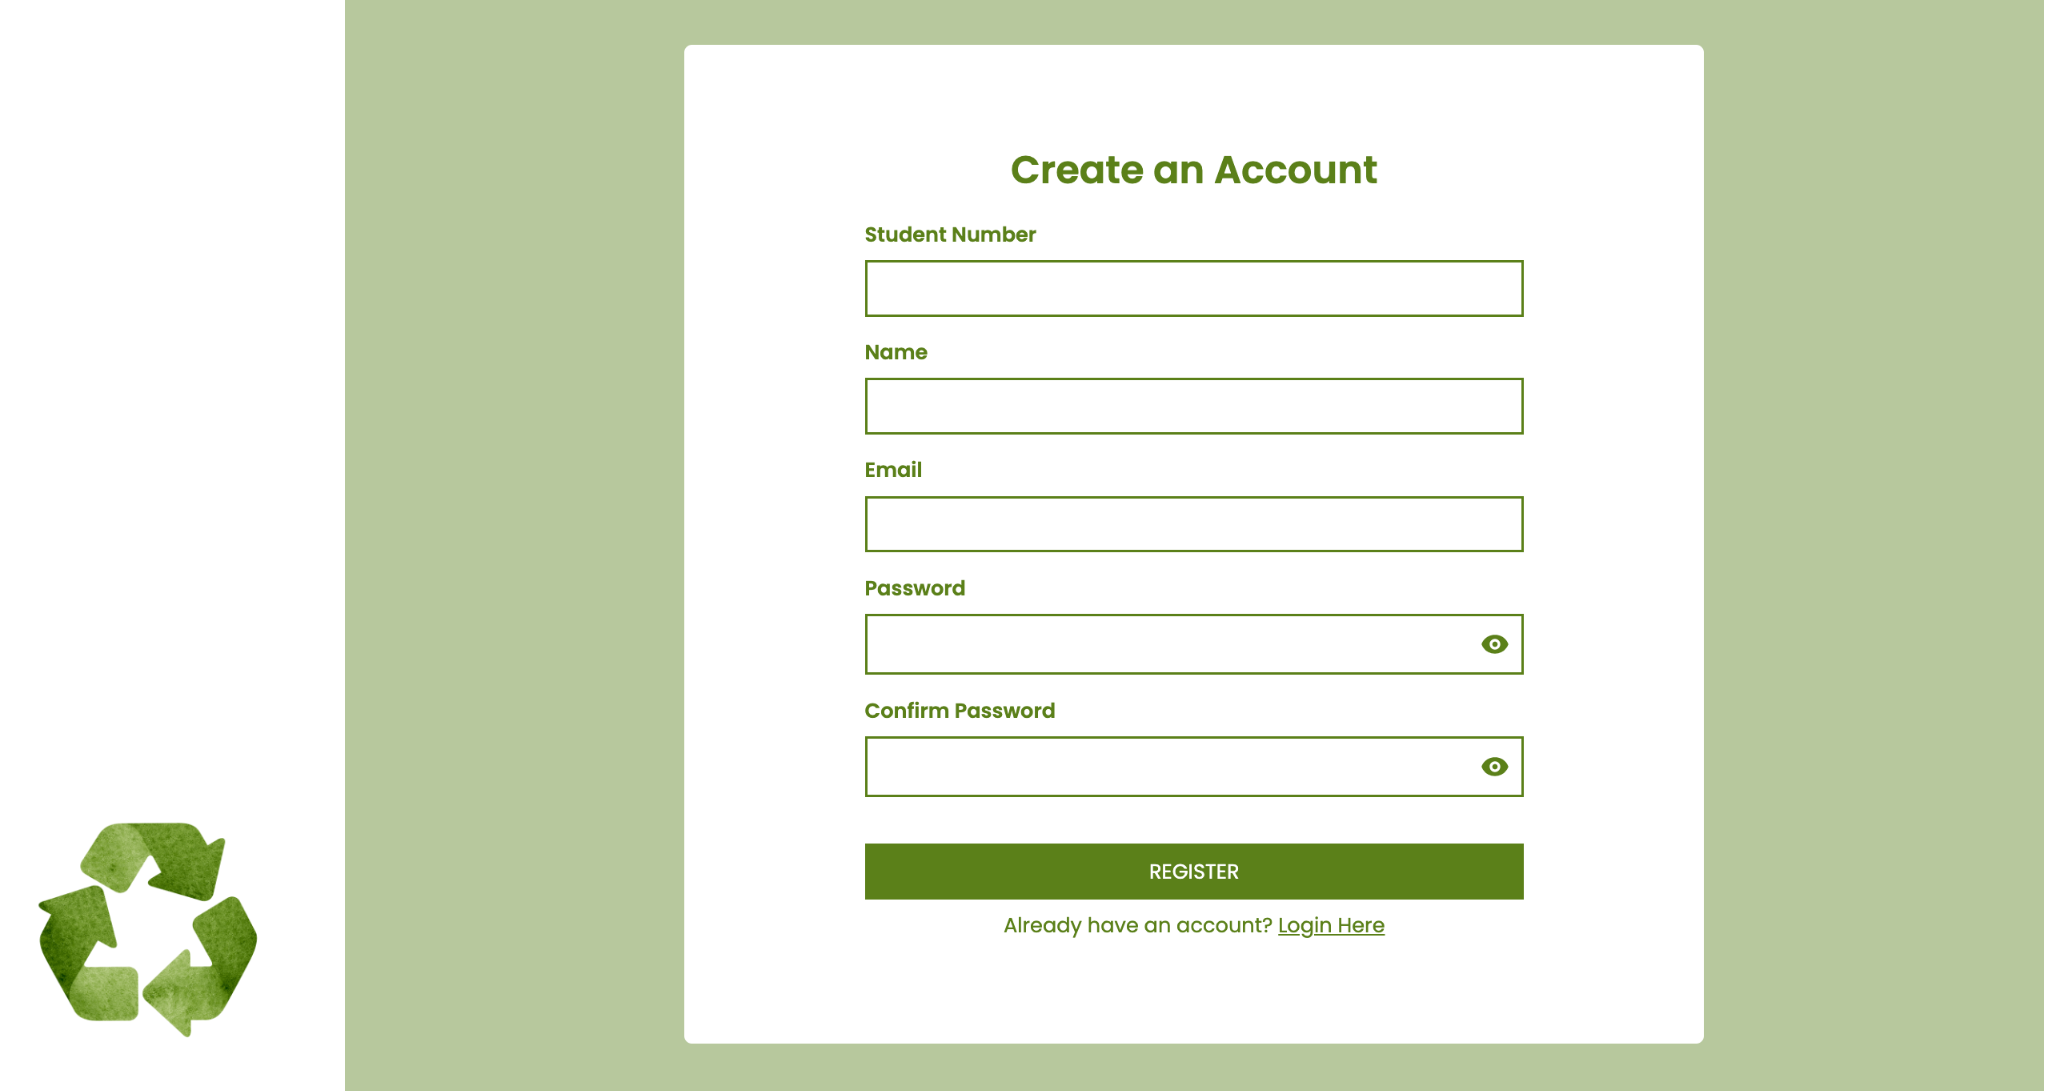 Create an Account
Student Number
Name
Email
Password
Confirm Password
REGISTER
Already have an account? Login Here